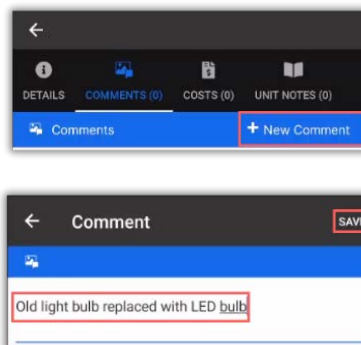 DETAILS COMMENTS (0) COSTS (0) UNIT NOTES (0)
Comments + New Comment
Comment SAVE
Old light bulb replaced with LED bulb